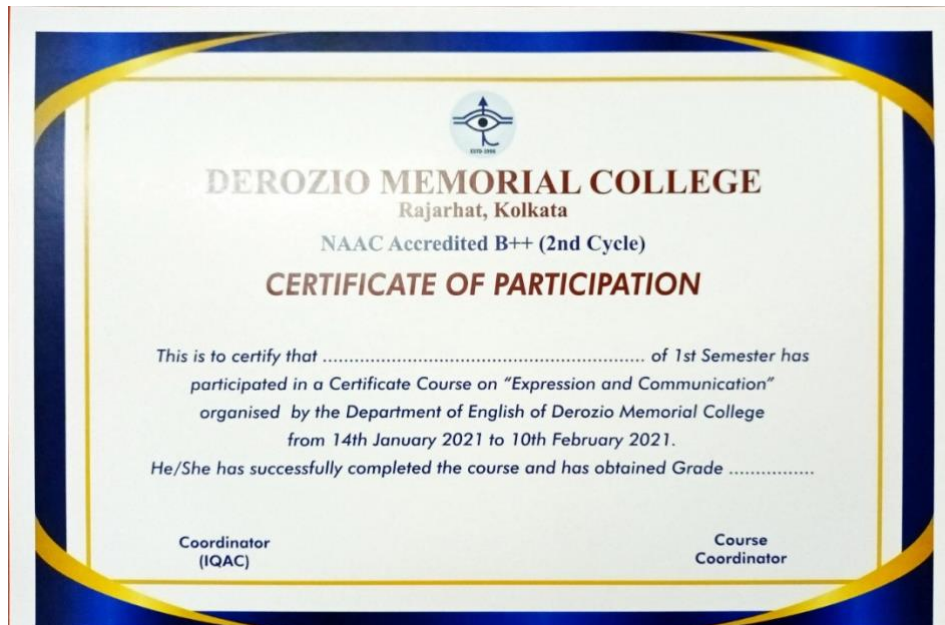 DEROZIO MEMORIAL COLLEGE
Rajarhat, Kolkata
NAAC Accredited B++ (2nd Cycle)
CERTIFICATE OF PARTICIPATION
This is to certify that ............................................................ of 1st Semester has
participated in a Certificate Course on "Expression and Communication"
organised by the Department of English of Derozio Memorial College
from 14th January 2021 to 10th February 2021.
He/She has successfully completed the course and has obtained Grade ................
Coordinator
(IQAC)
Course
Coordinator